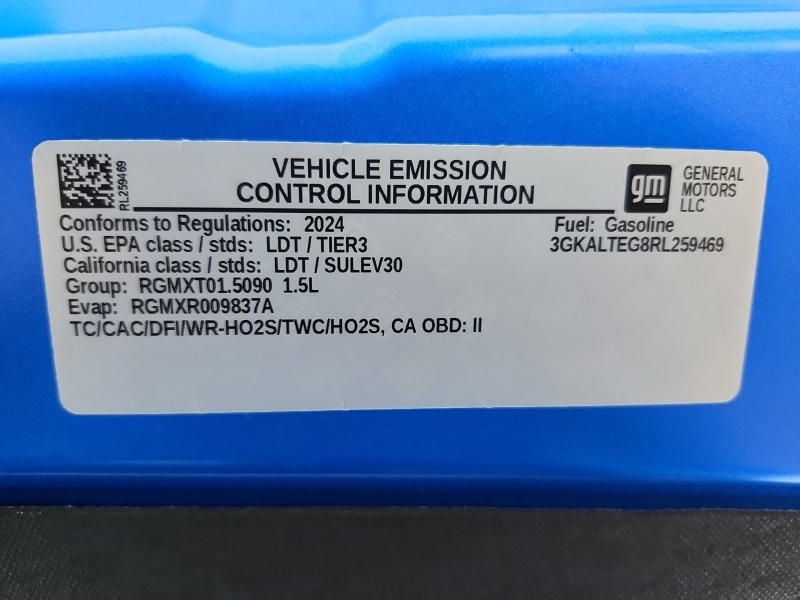 RL259469
VEHICLE EMISSION
CONTROL INFORMATION
gm
GENERAL
MOTORS
LLC
Conforms to Regulations: 2024
Fuel: Gasoline
U.S. EPA class / stds: LDT / TIER3
3GKALTEG8RL259469
California class / stds: LDT / SULEV30
Group: RGMXT01.5090 1.5L
Evap: RGMXR009837A
TC/CAC/DFI/WR-HO2S/TWC/HO2S, CA OBD: II